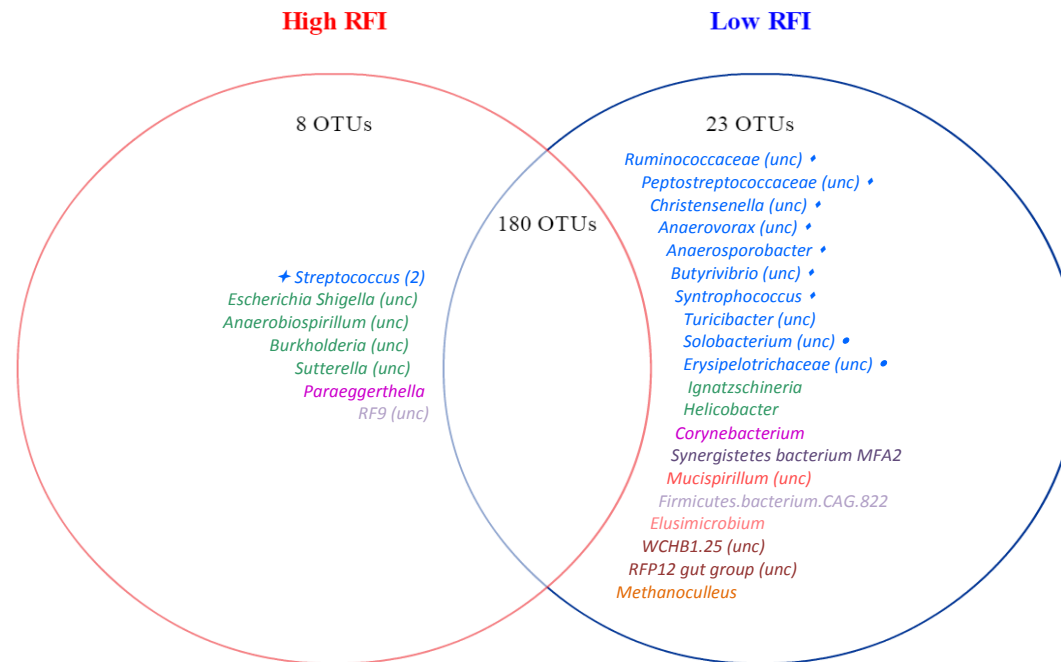 High RFI
Low RFI
8 OTUs
23 OTUs
180 OTUs
✦ Streptococcus (2)
Escherichia Shigella (unc)
Anaerobiospirillum (unc)
Burkholderia (unc)
Sutterella (unc)
Paraeggerthella
RF9 (unc)
Ruminococcaceae (unc) ⬩
Peptostreptococcaceae (unc) ⬩
Christensenella (unc) ⬩
Anaerovorax (unc) ⬩
Anaerosporobacter ⬩
Butyrivibrio (unc) ⬩
Syntrophococcus ⬩
Turicibacter (unc)
Solobacterium (unc) •
Erysipelotrichaceae (unc) •
Ignatzschineria
Helicobacter
Corynebacterium
Synergistetes bacterium MFA2
Mucispirillum (unc)
Firmicutes.bacterium.CAG.822
Elusimicrobium
WCHB1.25 (unc)
RFP12 gut group (unc)
Methanoculleus